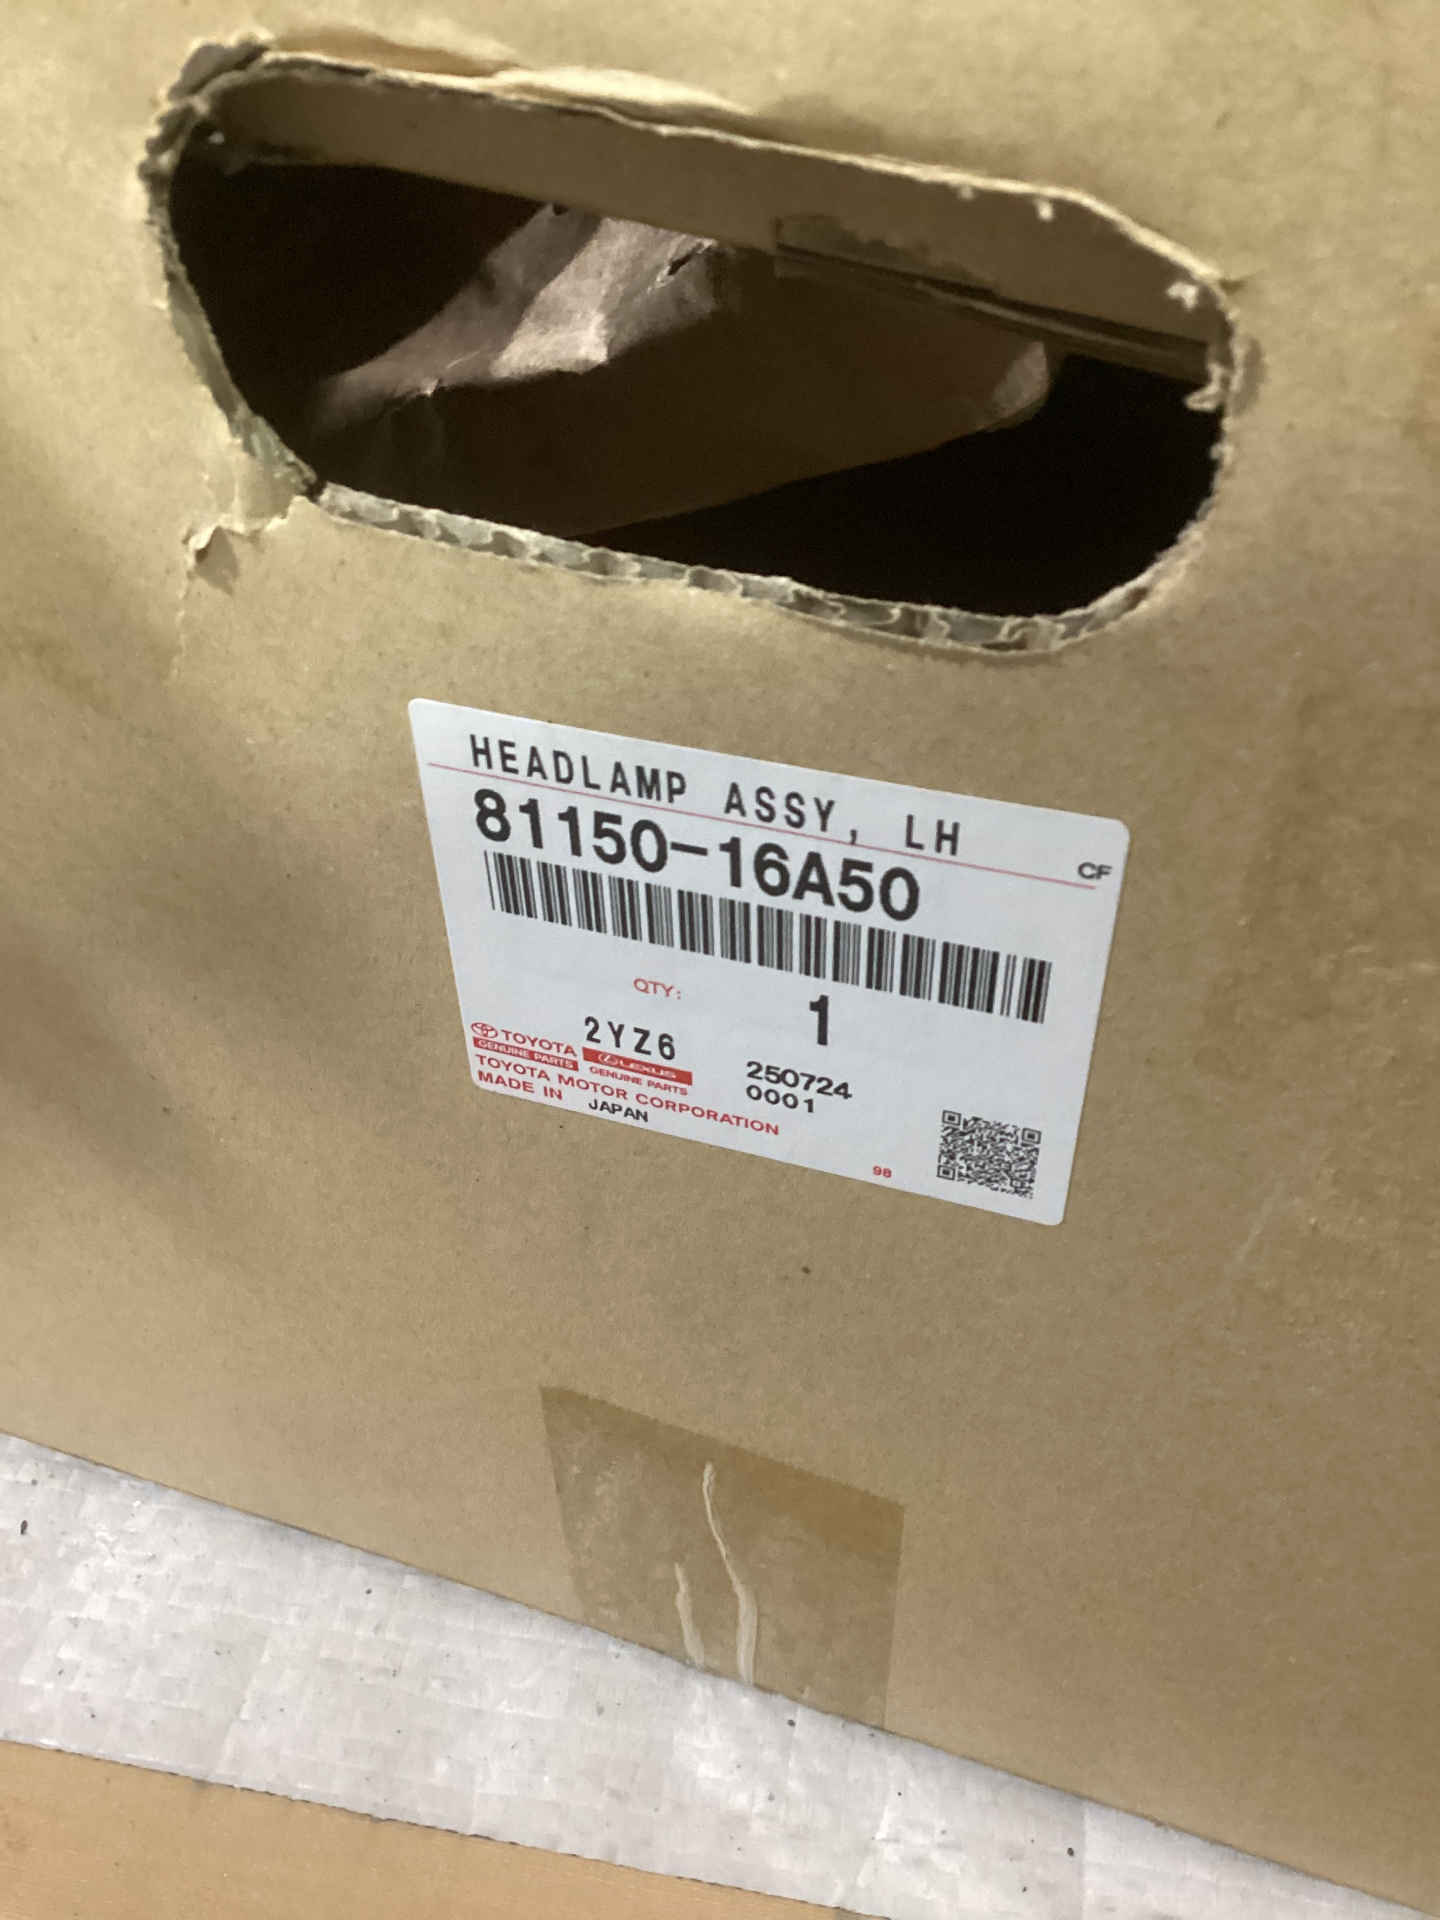 HEADLAMP ASSY, LH
CF
81150-16A50
QTY: 1
2YZ6
TOYOTA
GENUINE PARTS
LEXUS
GENUINE PARTS
250724
0001
TOYOTA MOTOR CORPORATION
MADE IN JAPAN
98